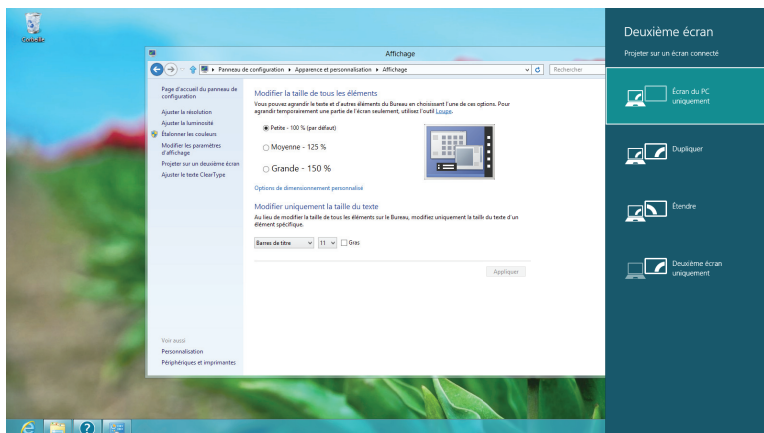 Corbeille
Affichage
Panneau de configuration
Apparence et personnalisation
Affichage
Rechercher
Page d'accueil du panneau de
configuration
Ajuster la résolution
Ajuster la luminosité
Étalonner les couleurs
Modifier les paramètres
d'affichage
Projeter sur un deuxième écran
Ajuster le texte ClearType
Voir aussi
Personnalisation
Périphériques et imprimantes
Modifier la taille de tous les éléments
Vous pouvez agrandir le texte et d'autres éléments du Bureau en choisissant l'une de ces options. Pour
agrandir temporairement une partie de l'écran seulement, utilisez l'outil Loupe.
Petite - 100 % (par défaut)
Moyenne - 125 %
Grande - 150 %
Options de dimensionnement personnalisé
Modifier uniquement la taille du texte
Au lieu de modifier la taille de tous les éléments sur le Bureau, modifiez uniquement la taille du texte d'un
élément spécifique.
Barres de titre 11 Gras
Appliquer
Deuxième écran
Projeter sur un écran connecté
Écran du PC
uniquement
Dupliquer
Étendre
Deuxième écran
uniquement